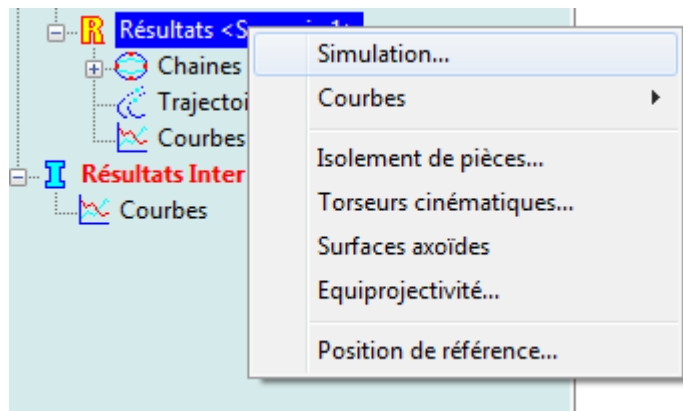 Résultats
Simulation...
Chaines
Courbes
Courbes
Isolement de pièces...
Résultats Inter
Torseurs cinématiques...
Courbes
Surfaces axoïdes
Equiprojectivité...
Position de référence...